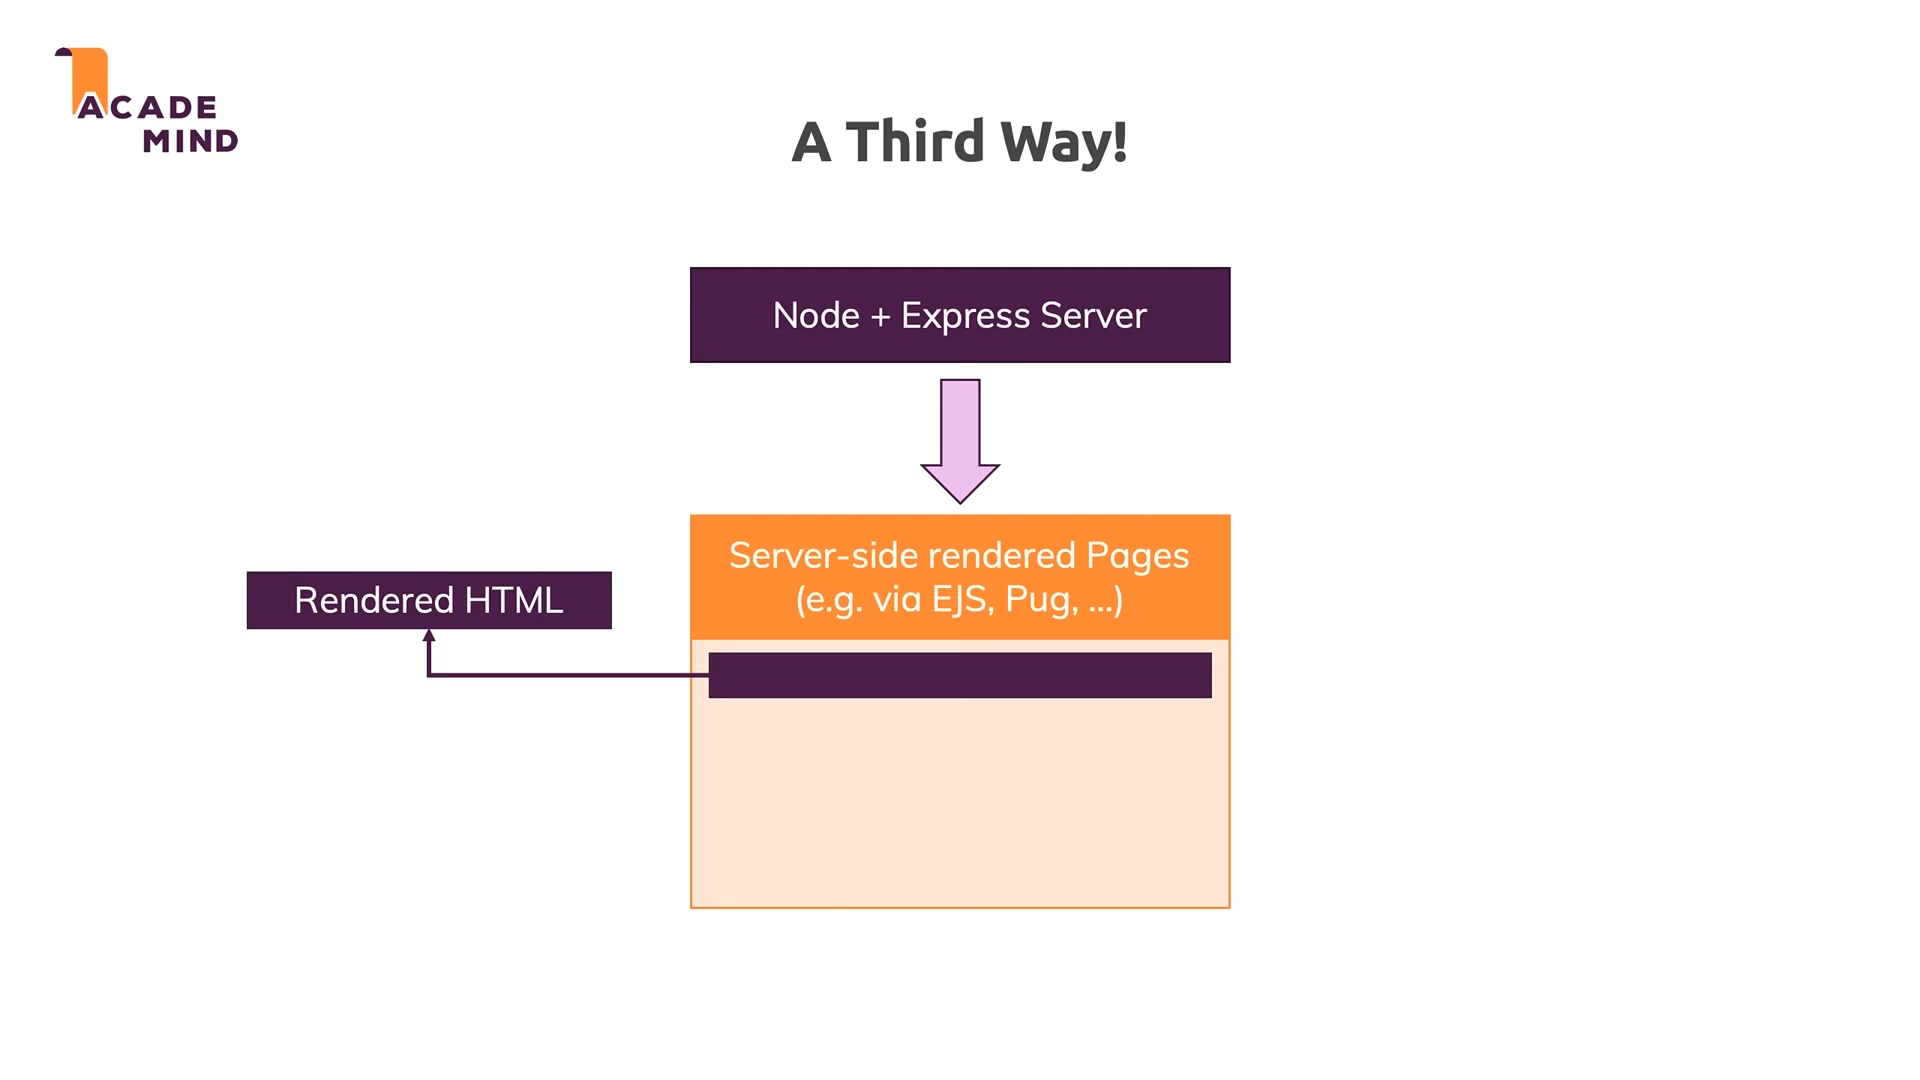 ACADE
MIND
A Third Way!
Node + Express Server
Server-side rendered Pages
(e.g. via EJS, Pug, ...)
Rendered HTML